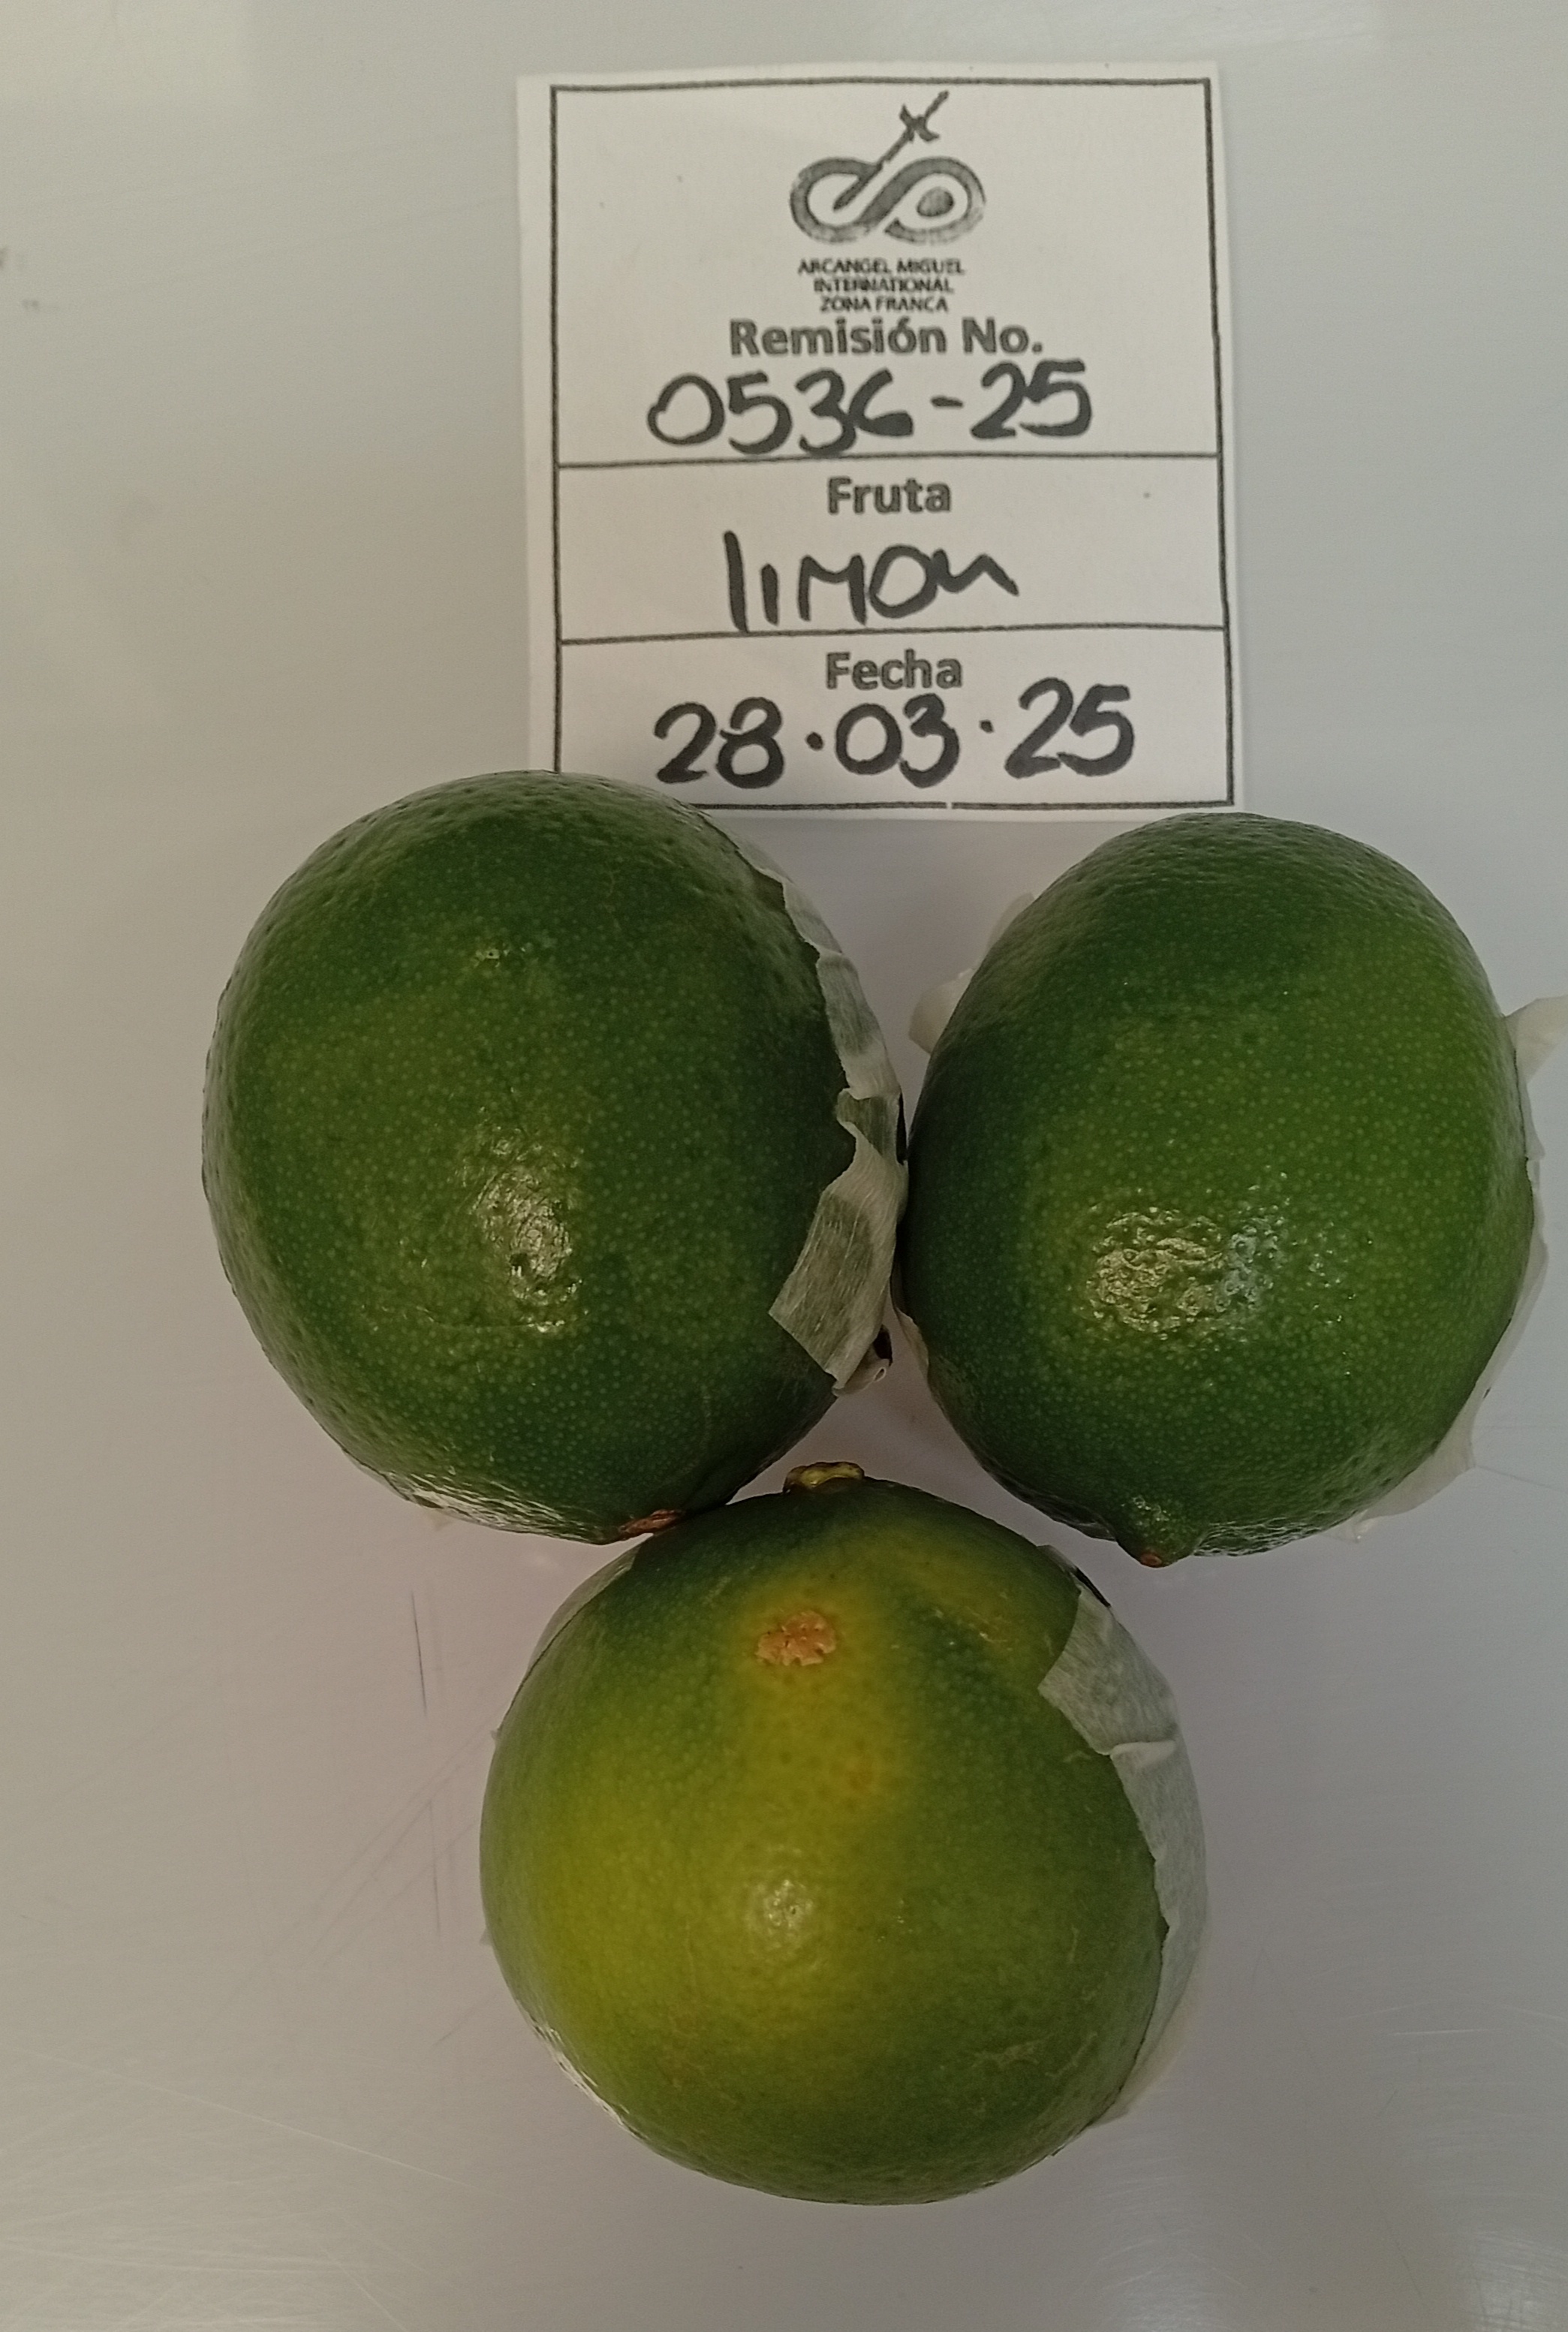 ARCANGEL MIGUEL
INTERNATIONAL
ZONA FRANCA
Remisión No.
0536-25
Fruta
limon
Fecha
28.03.25